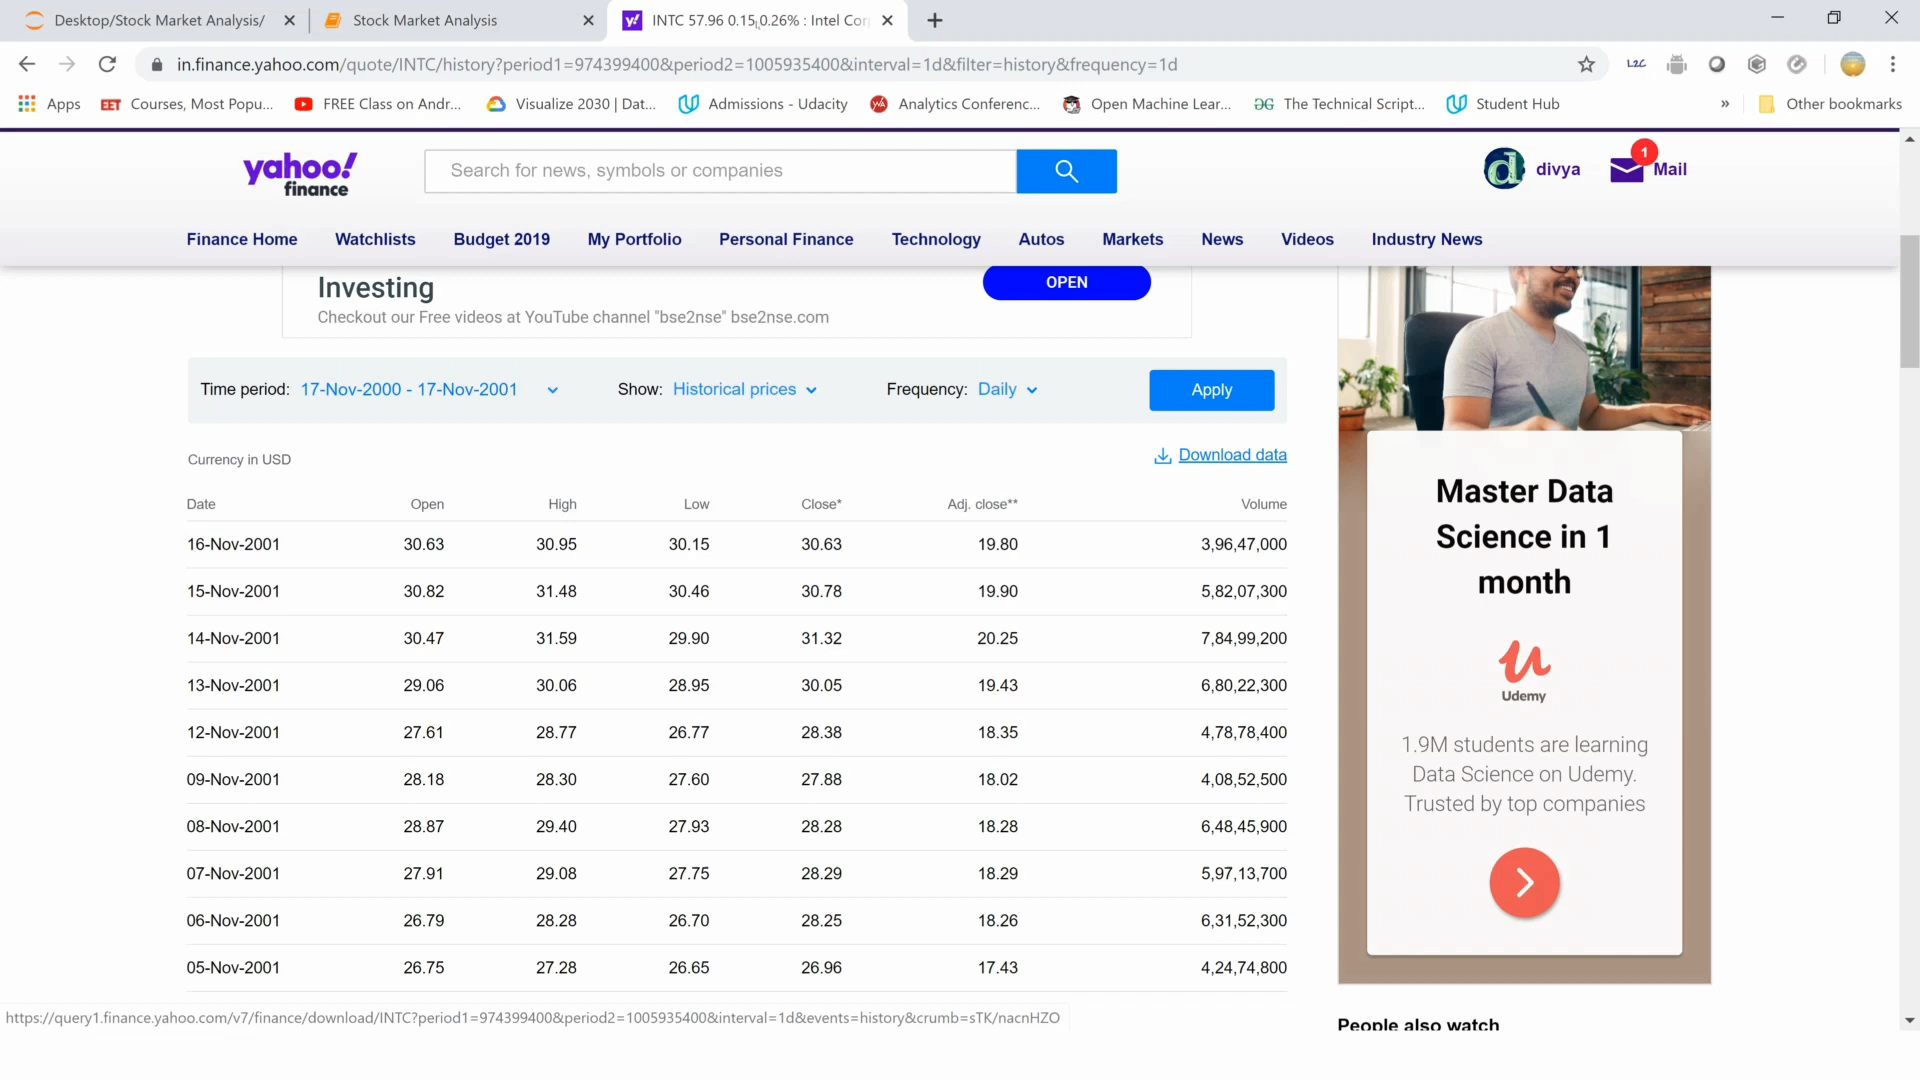 Desktop/Stock Market Analysis/
Stock Market Analysis
INTC 57.96 0.15 0.26% : Intel Cor
in.finance.yahoo.com/quote/INTC/history?period1=974399400&period2=1005935400&interval=1d&filter=history&frequency=1d
L2C
Apps
EET Courses, Most Popu...
FREE Class on Andr...
Visualize 2030 | Dat...
Admissions - Udacity
Analytics Conferenc...
Open Machine Lear...
The Technical Script...
Student Hub
»
Other bookmarks
yahoo!
finance
Search for news, symbols or companies
d
divya
1
Mail
Finance Home
Watchlists
Budget 2019
My Portfolio
Personal Finance
Technology
Autos
Markets
News
Videos
Industry News
Investing
OPEN
Checkout our Free videos at YouTube channel "bse2nse" bse2nse.com
Time period: 17-Nov-2000 - 17-Nov-2001
Show: Historical prices
Frequency: Daily
Apply
Currency in USD
Download data
Date Open High Low Close* Adj. close** Volume
16-Nov-2001 30.63 30.95 30.15 30.63 19.80 3,96,47,000
15-Nov-2001 30.82 31.48 30.46 30.78 19.90 5,82,07,300
14-Nov-2001 30.47 31.59 29.90 31.32 20.25 7,84,99,200
13-Nov-2001 29.06 30.06 28.95 30.05 19.43 6,80,22,300
12-Nov-2001 27.61 28.77 26.77 28.38 18.35 4,78,78,400
09-Nov-2001 28.18 28.30 27.60 27.88 18.02 4,08,52,500
08-Nov-2001 28.87 29.40 27.93 28.28 18.28 6,48,45,900
07-Nov-2001 27.91 29.08 27.75 28.29 18.29 5,97,13,700
06-Nov-2001 26.79 28.28 26.70 28.25 18.26 6,31,52,300
05-Nov-2001 26.75 27.28 26.65 26.96 17.43 4,24,74,800
Master Data
Science in 1
month
Udemy
1.9M students are learning
Data Science on Udemy.
Trusted by top companies
People also watch
https://query1.finance.yahoo.com/v7/finance/download/INTC?period1=974399400&period2=1005935400&interval=1d&events=history&crumb=sTK/nacnHZO